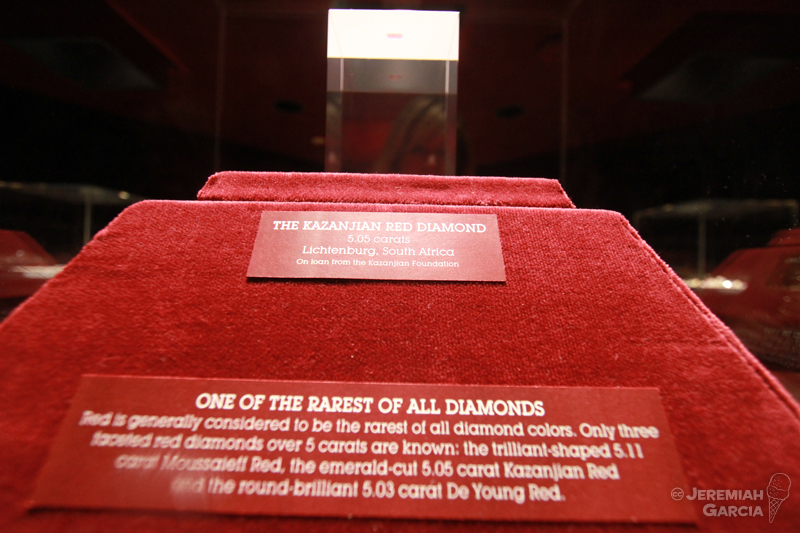 THE KAZANJIAN RED DIAMOND
5.05 carats
Lichtenburg, South Africa
On loan from the Kazanjian Foundation
ONE OF THE RAREST OF ALL DIAMONDS
Red is generally considered to be the rarest of all diamond colors. Only three
faceted red diamonds over 5 carats are known: the trilliant-shaped 5.11
carat Moussaieff Red, the emerald-cut 5.05 carat Kazanjian Red
and the round-brilliant 5.03 carat De Young Red.
cc JEREMIAH
GARCIA